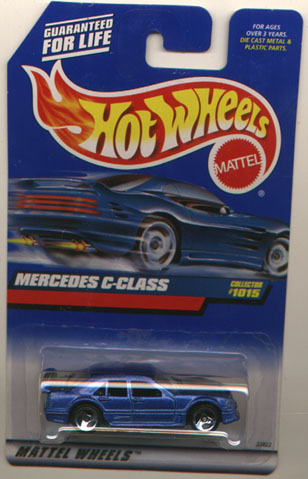 GUARANTEED
FOR LIFE
FOR AGES
OVER 3 YEARS.
DIE CAST METAL &
PLASTIC PARTS.
HOT WHEELS
MATTEL
MERCEDES C-CLASS
COLLECTOR
#1015
MATTEL WHEELS™